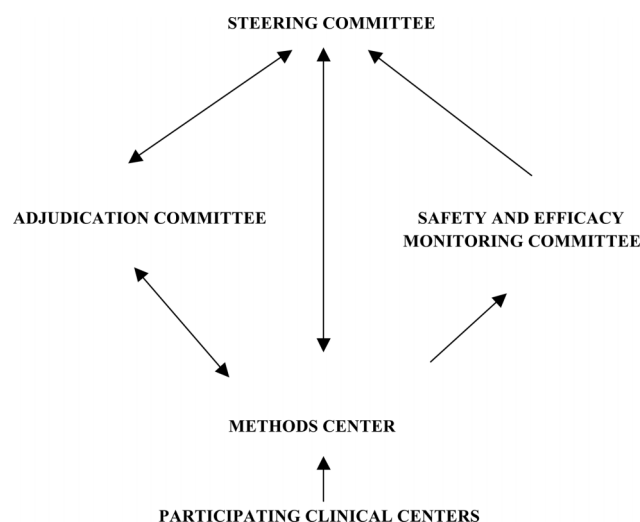 STEERING COMMITTEE
ADJUDICATION COMMITTEE
SAFETY AND EFFICACY
MONITORING COMMITTEE
METHODS CENTER
PARTICIPATING CLINICAL CENTERS